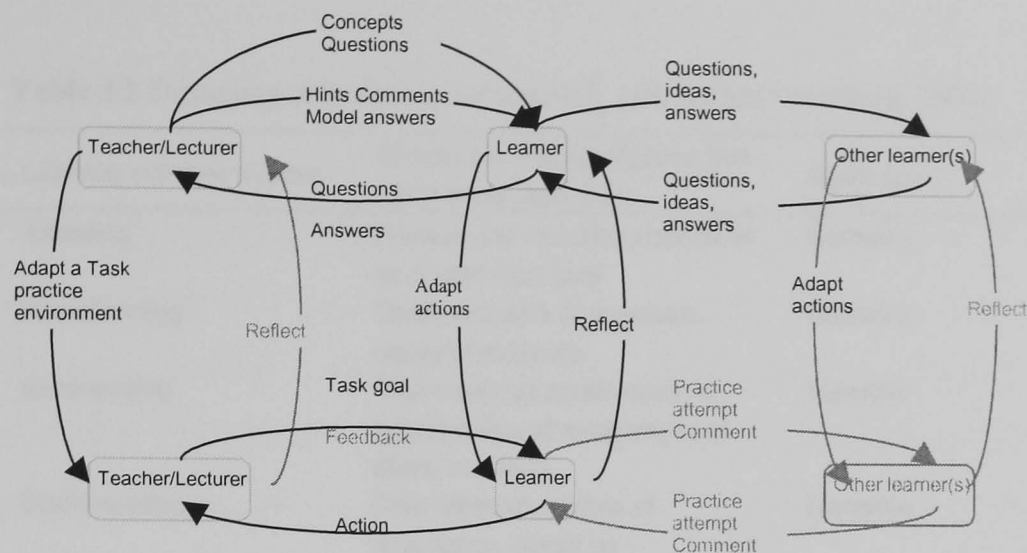 Concepts
Questions
Hints Comments
Model answers
Questions,
ideas,
answers
Teacher/Lecturer
Learner
Other learner(s)
Questions
Answers
Questions,
ideas,
answers
Adapt a Task
practice
environment
Reflect
Adapt
actions
Reflect
Adapt
actions
Reflect
Task goal
Feedback
Practice
attempt
Comment
Teacher/Lecturer
Learner
Other learner(s)
Action
Practice
attempt
Comment